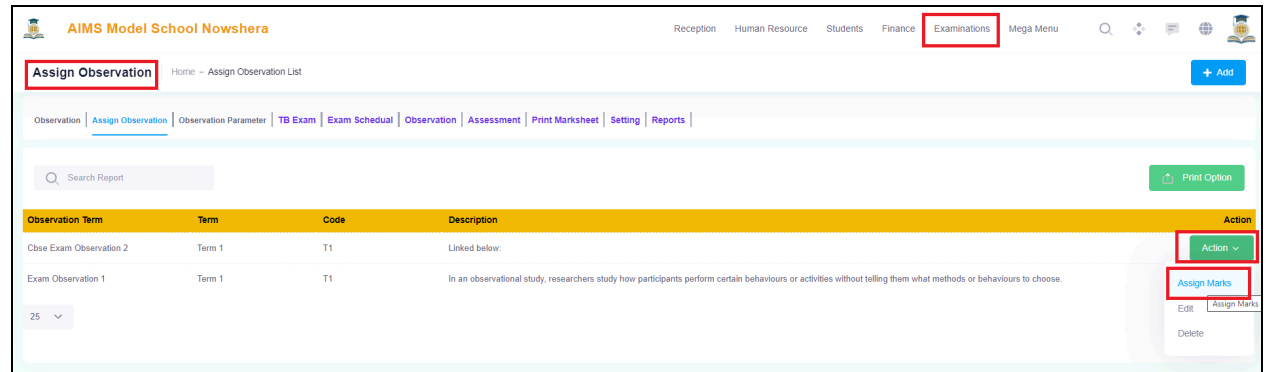 AIMS Model School Nowshera
Reception Human Resource Students Finance Examinations Mega Menu
Assign Observation Home - Assign Observation List + Add
Observation Assign Observation Observation Parameter TB Exam Exam Schedual Observation Assessment Print Marksheet Setting Reports
Search Report Print Option
Observation Term Term Code Description Action
Cbse Exam Observation 2 Term 1 T1 Linked below: Action
Exam Observation 1 Term 1 T1 In an observational study, researchers study how participants perform certain behaviours or activities without telling them what methods or behaviours to choose.
Assign Marks
25 Edit Assign Marks
Delete